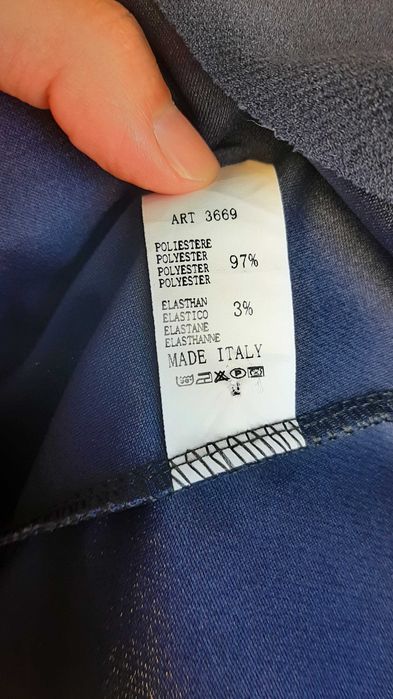 ART 3669
POLIESTERE
POLYESTER
POLYESTER 97%
POLYESTER
ELASTHAN
ELASTICO 3%
ELASTANE
ELASTHANNE
MADE ITALY
P